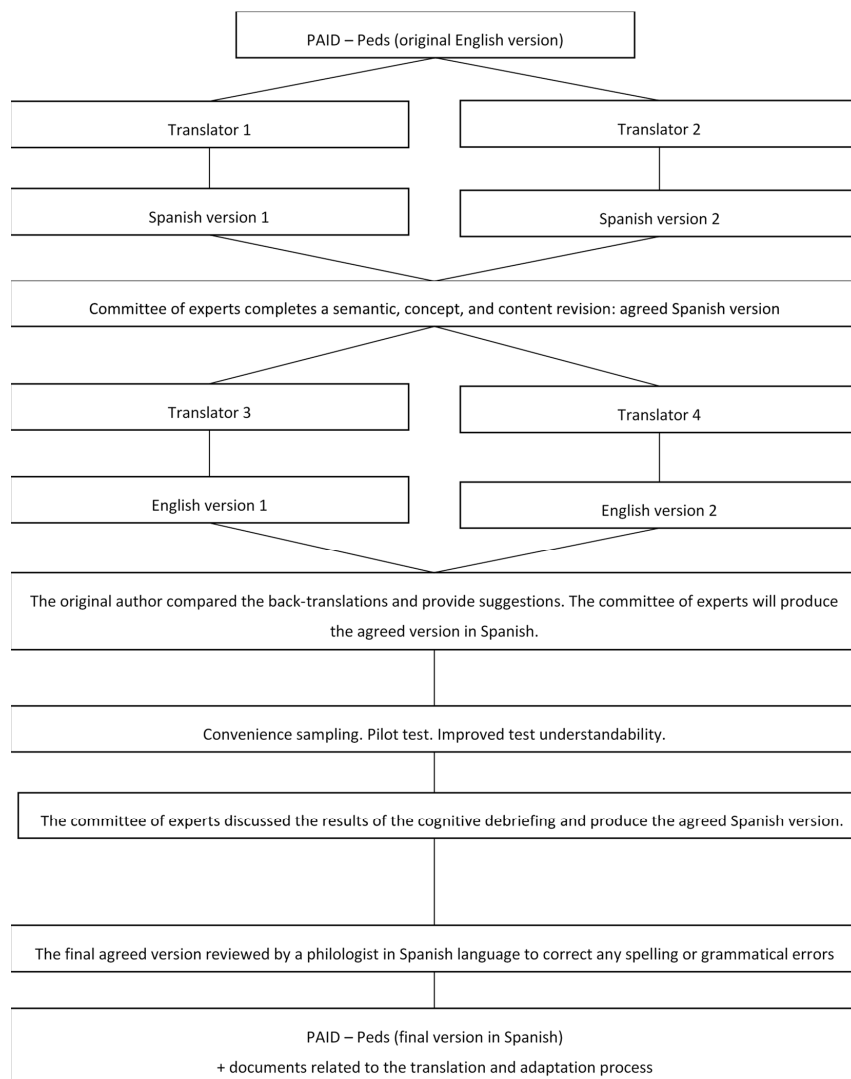 PAID – Peds (original English version)
Translator 1
Translator 2
Spanish version 1
Spanish version 2
Committee of experts completes a semantic, concept, and content revision: agreed Spanish version
Translator 3
Translator 4
English version 1
English version 2
The original author compared the back-translations and provide suggestions. The committee of experts will produce
the agreed version in Spanish.
Convenience sampling. Pilot test. Improved test understandability.
The committee of experts discussed the results of the cognitive debriefing and produce the agreed Spanish version.
The final agreed version reviewed by a philologist in Spanish language to correct any spelling or grammatical errors
PAID – Peds (final version in Spanish)
+ documents related to the translation and adaptation process